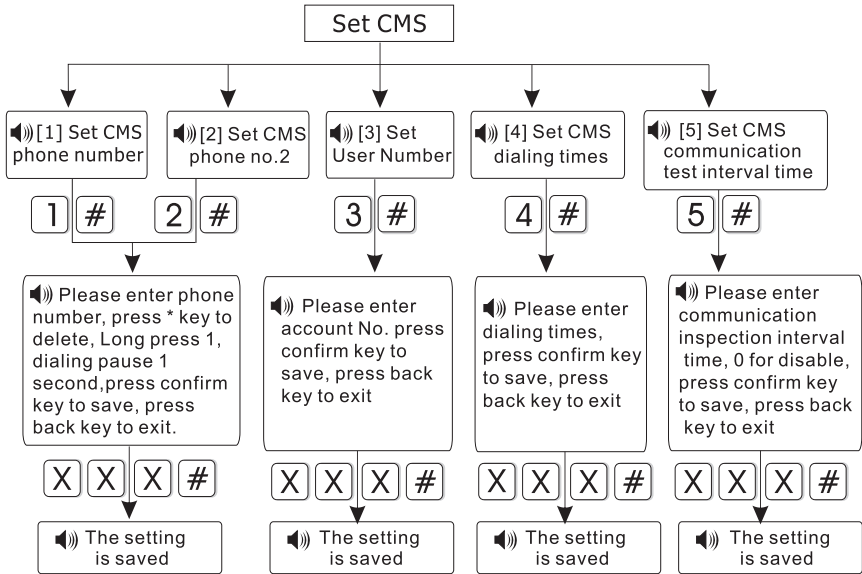 Set CMS
[1] Set CMS
phone number
[2] Set CMS
phone no.2
[3] Set
User Number
[4] Set CMS
dialing times
[5] Set CMS
communication
test interval time
1 #
2 #
3 #
4 #
5 #
Please enter phone
number, press * key to
delete, Long press 1,
dialing pause 1
second,press confirm
key to save, press
back key to exit.
Please enter
account No. press
confirm key to
save, press back
key to exit
Please enter
dialing times,
press confirm key
to save, press
back key to exit
Please enter
communication
inspection interval
time, 0 for disable,
press confirm key
to save, press back
key to exit
X X X #
X X X #
X X X #
X X X #
The setting
is saved
The setting
is saved
The setting
is saved
The setting
is saved